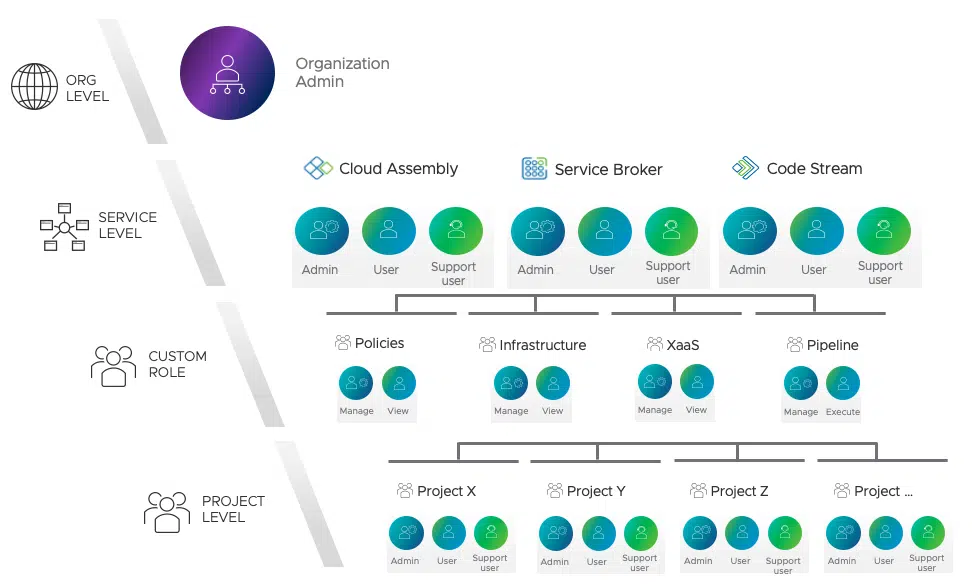 ORG
LEVEL
Organization
Admin
SERVICE
LEVEL
Cloud Assembly
Service Broker
Code Stream
Admin
User
Support
user
Admin
User
Support
user
Admin
User
Support
user
CUSTOM
ROLE
Policies
Infrastructure
XaaS
Pipeline
Manage
View
Manage
View
Manage
View
Manage
Execute
PROJECT
LEVEL
Project X
Project Y
Project Z
Project ...
Admin
User
Support
user
Admin
User
Support
user
Admin
User
Support
user
Admin
User
Support
user